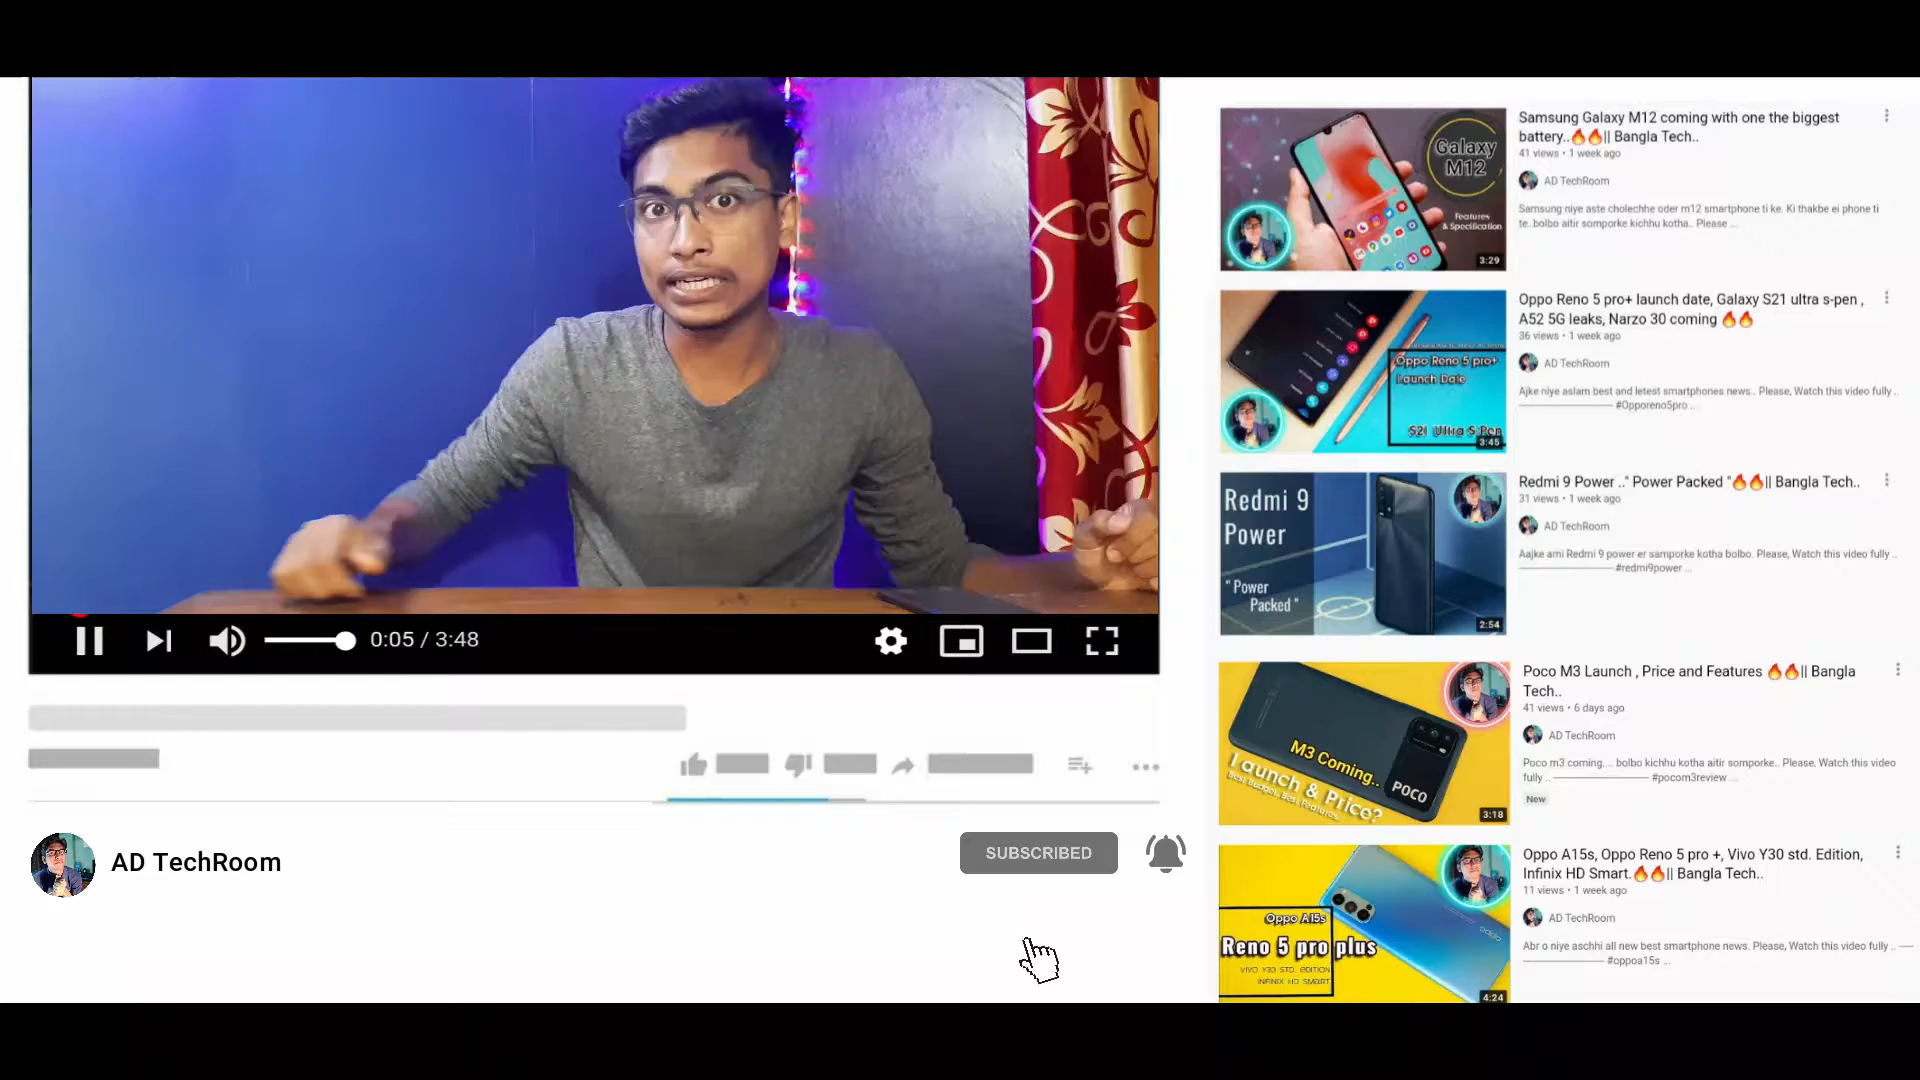 0:05 / 3:48
AD TechRoom
SUBSCRIBED
Galaxy
M12
Features
& Specification
3:29
Samsung Galaxy M12 coming with one the biggest
battery..🔥🔥|| Bangla Tech..
41 views • 1 week ago
AD TechRoom
Samsung niye aste cholechhe oder m12 smartphone ti ke. Ki thakbe ei phone ti
te..bolbo aitir somporke kichhu kotha.. Please ...
Oppo Reno 5 pro+
Launch Date
S21 Ultra S Pen
3:45
Oppo Reno 5 pro+ launch date, Galaxy S21 ultra s-pen ,
A52 5G leaks, Narzo 30 coming 🔥🔥
36 views • 1 week ago
AD TechRoom
Ajke niye aslam best and letest smartphones news.. Please, Watch this video fully ..
#Opporeno5pro ...
Redmi 9
Power
" Power
Packed "
2:54
Redmi 9 Power .." Power Packed "🔥🔥|| Bangla Tech..
31 views • 1 week ago
AD TechRoom
Aajke ami Redmi 9 power er samporke kotha bolbo. Please, Watch this video fully ..
#redmi9power ...
M3 Coming..
Launch & Price?
Best Budget, Best Features..
POCO
3:18
Poco M3 Launch , Price and Features 🔥🔥|| Bangla
Tech..
41 views • 6 days ago
AD TechRoom
Poco m3 coming.... bolbo kichhu kotha aitir somporke.. Please, Watch this video
fully .. #pocom3review ...
New
Oppo A15s
Reno 5 pro plus
VIVO Y30 STD. EDITION
INFINIX HD SMART
4:24
Oppo A15s, Oppo Reno 5 pro +, Vivo Y30 std. Edition,
Infinix HD Smart.🔥🔥|| Bangla Tech..
11 views • 1 week ago
AD TechRoom
Abr o niye aschhi all new best smartphone news. Please, Watch this video fully ..
#oppoa15s ...